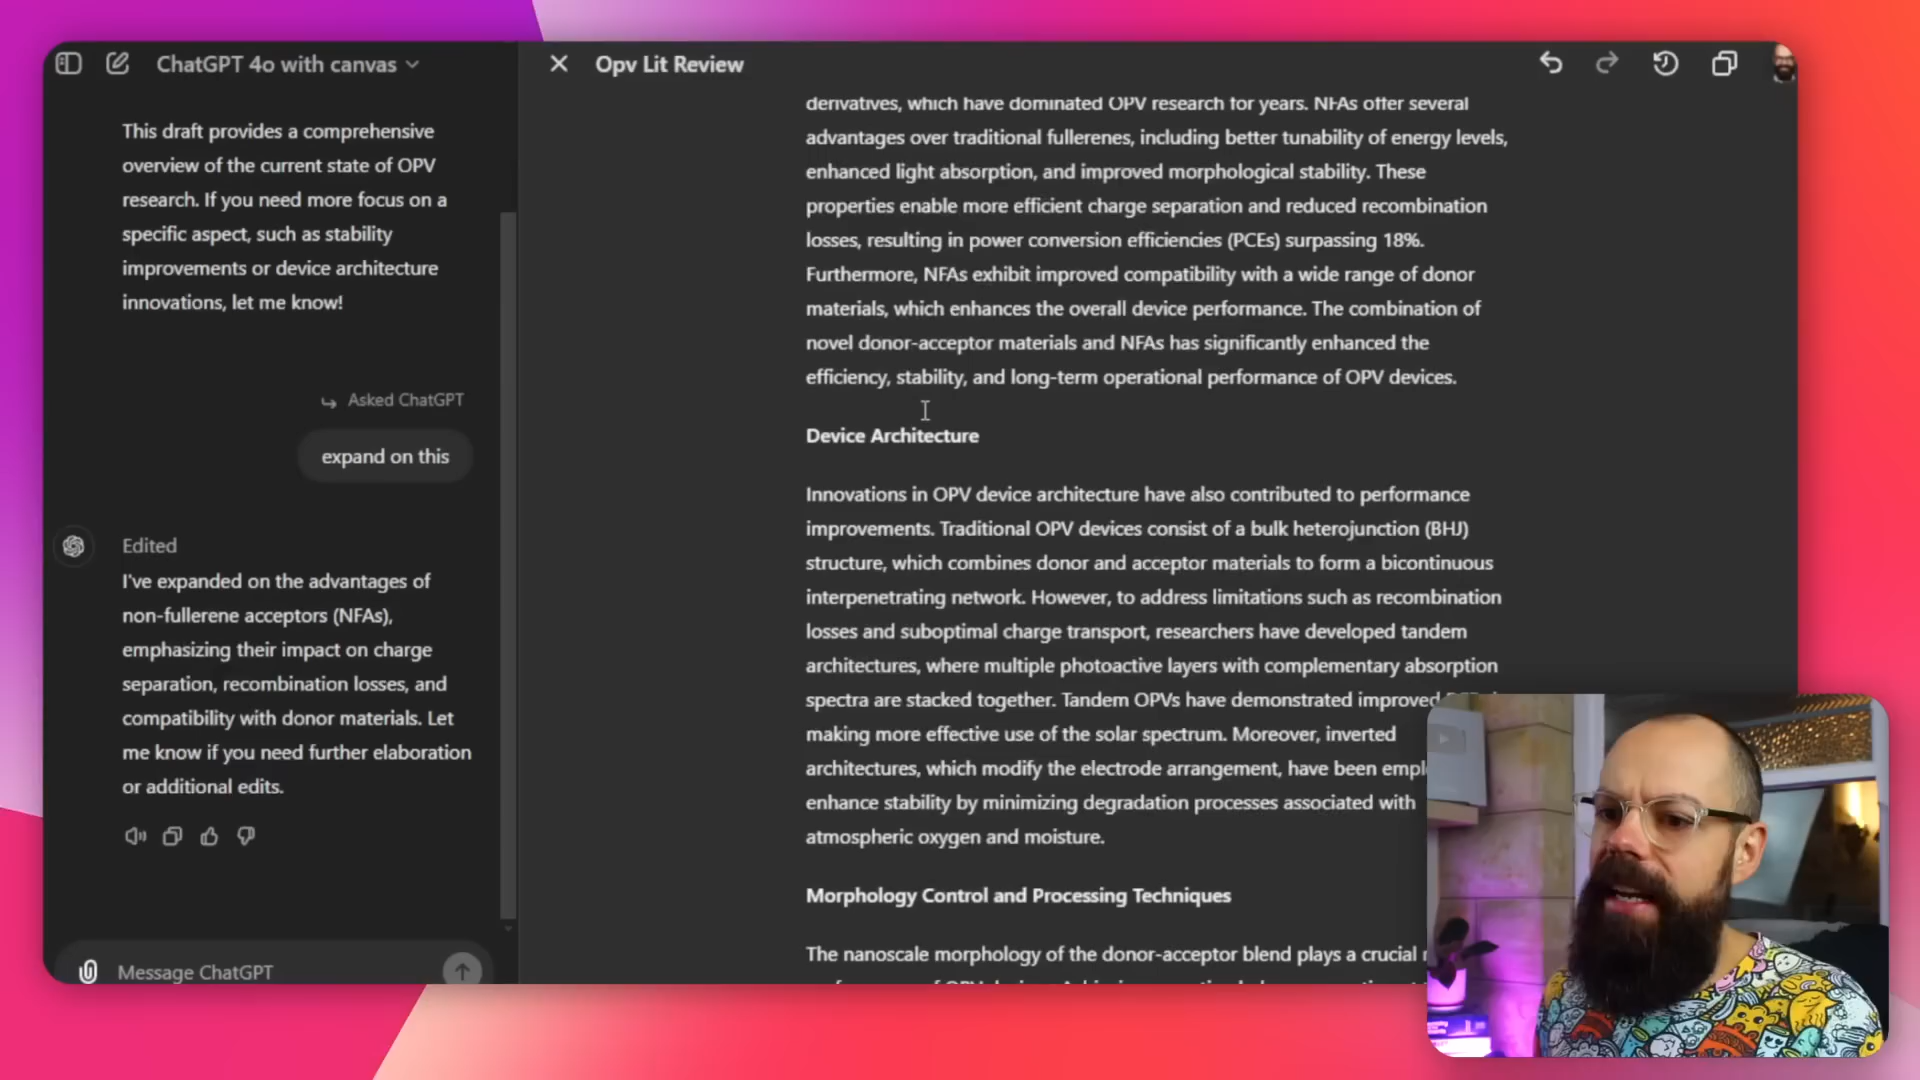 ChatGPT 4o with canvas
This draft provides a comprehensive
overview of the current state of OPV
research. If you need more focus on a
specific aspect, such as stability
improvements or device architecture
innovations, let me know!
Asked ChatGPT
expand on this
Edited
I've expanded on the advantages of
non-fullerene acceptors (NFAs),
emphasizing their impact on charge
separation, recombination losses, and
compatibility with donor materials. Let
me know if you need further elaboration
or additional edits.
Message ChatGPT
Opv Lit Review
derivatives, which have dominated OPV research for years. NFAs offer several
advantages over traditional fullerenes, including better tunability of energy levels,
enhanced light absorption, and improved morphological stability. These
properties enable more efficient charge separation and reduced recombination
losses, resulting in power conversion efficiencies (PCEs) surpassing 18%.
Furthermore, NFAs exhibit improved compatibility with a wide range of donor
materials, which enhances the overall device performance. The combination of
novel donor-acceptor materials and NFAs has significantly enhanced the
efficiency, stability, and long-term operational performance of OPV devices.
Device Architecture
Innovations in OPV device architecture have also contributed to performance
improvements. Traditional OPV devices consist of a bulk heterojunction (BHJ)
structure, which combines donor and acceptor materials to form a bicontinuous
interpenetrating network. However, to address limitations such as recombination
losses and suboptimal charge transport, researchers have developed tandem
architectures, where multiple photoactive layers with complementary absorption
spectra are stacked together. Tandem OPVs have demonstrated improved
making more effective use of the solar spectrum. Moreover, inverted
architectures, which modify the electrode arrangement, have been
enhance stability by minimizing degradation processes associated with
atmospheric oxygen and moisture.
Morphology Control and Processing Techniques
The nanoscale morphology of the donor-acceptor blend plays a crucial